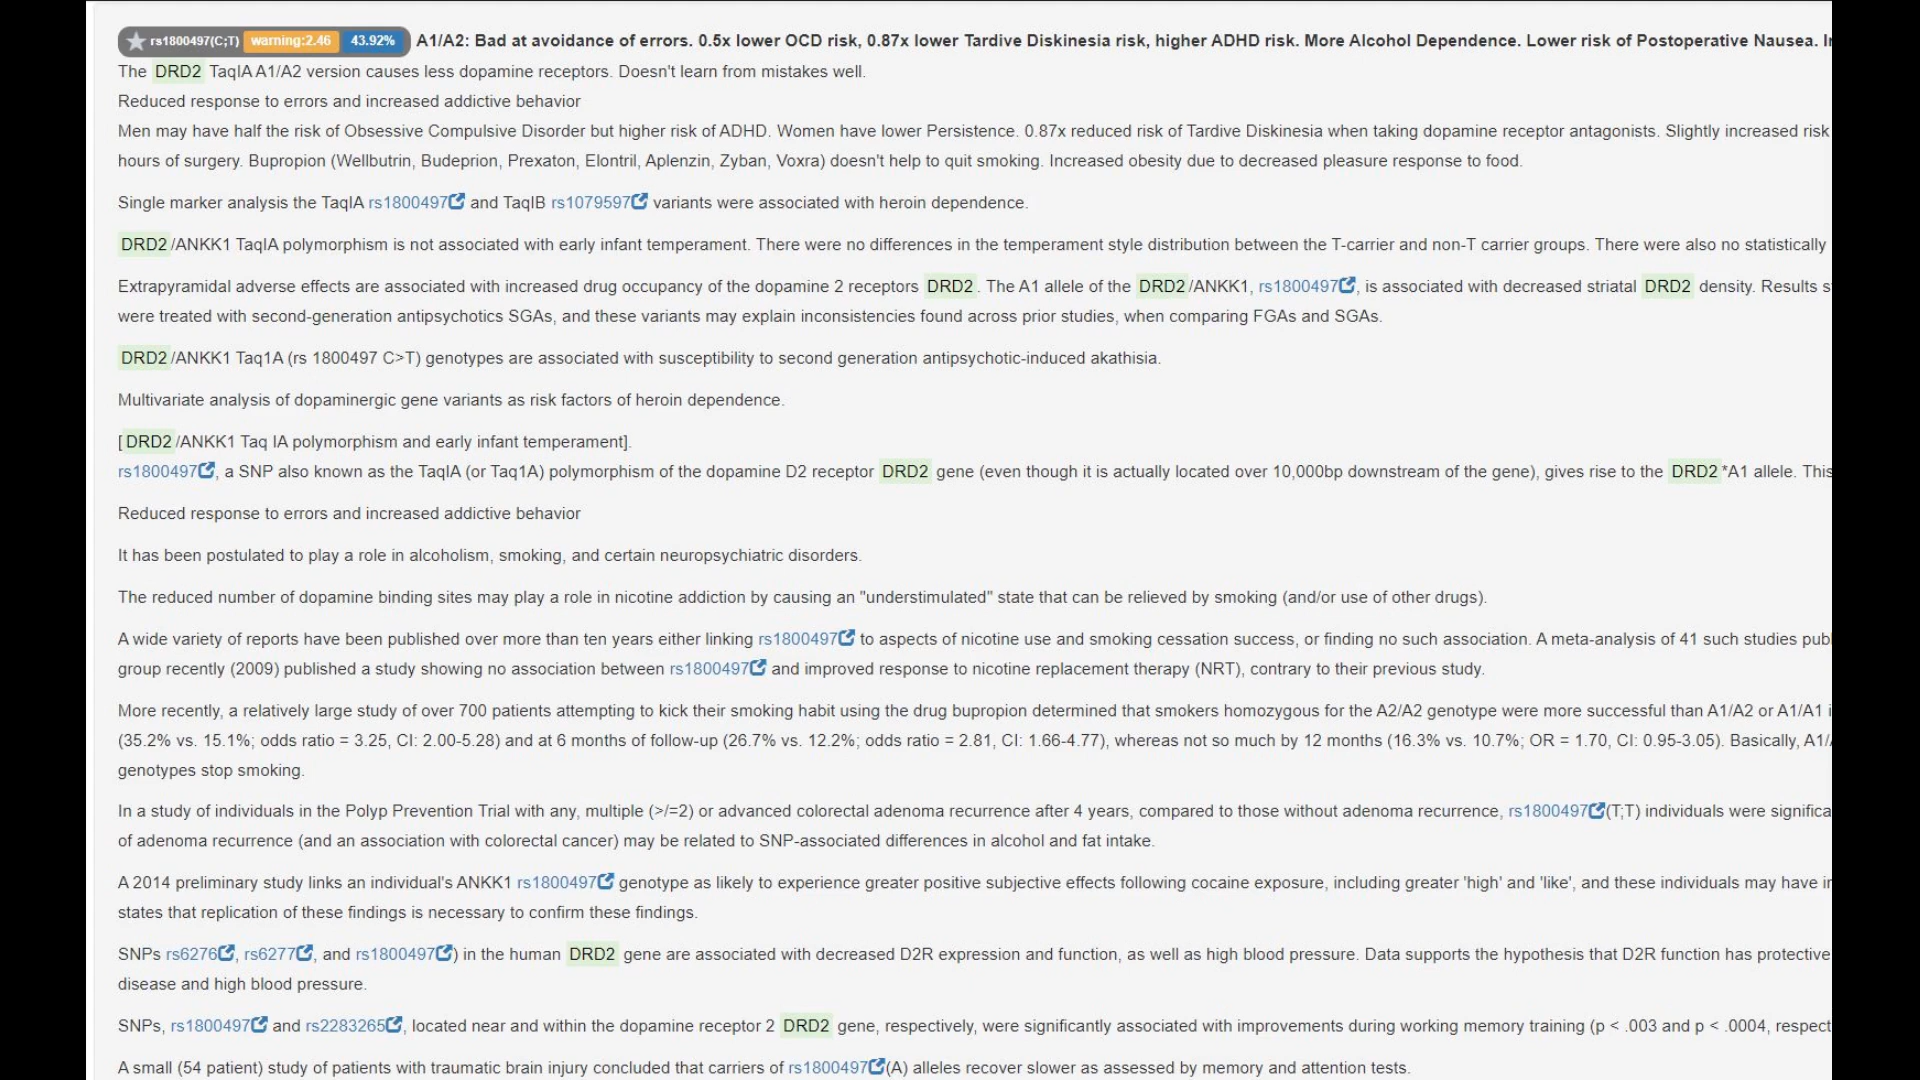 rs1800497(C;T) warning:2.46 43.92% A1/A2: Bad at avoidance of errors. 0.5x lower OCD risk, 0.87x lower Tardive Diskinesia risk, higher ADHD risk. More Alcohol Dependence. Lower risk of Postoperative Nausea.
The DRD2 TaqIA A1/A2 version causes less dopamine receptors. Doesn't learn from mistakes well.
Reduced response to errors and increased addictive behavior
Men may have half the risk of Obsessive Compulsive Disorder but higher risk of ADHD. Women have lower Persistence. 0.87x reduced risk of Tardive Diskinesia when taking dopamine receptor antagonists. Slightly increased risk
hours of surgery. Bupropion (Wellbutrin, Budeprion, Prexaton, Elontril, Aplenzin, Zyban, Voxra) doesn't help to quit smoking. Increased obesity due to decreased pleasure response to food.
Single marker analysis the TaqIA rs1800497 and TaqIB rs1079597 variants were associated with heroin dependence.
DRD2/ANKK1 TaqIA polymorphism is not associated with early infant temperament. There were no differences in the temperament style distribution between the T-carrier and non-T carrier groups. There were also no statistically
Extrapyramidal adverse effects are associated with increased drug occupancy of the dopamine 2 receptors DRD2. The A1 allele of the DRD2/ANKK1, rs1800497, is associated with decreased striatal DRD2 density. Results s
were treated with second-generation antipsychotics SGAs, and these variants may explain inconsistencies found across prior studies, when comparing FGAs and SGAs.
DRD2/ANKK1 Taq1A (rs 1800497 C>T) genotypes are associated with susceptibility to second generation antipsychotic-induced akathisia.
Multivariate analysis of dopaminergic gene variants as risk factors of heroin dependence.
[DRD2/ANKK1 Taq IA polymorphism and early infant temperament].
rs1800497, a SNP also known as the TaqIA (or Taq1A) polymorphism of the dopamine D2 receptor DRD2 gene (even though it is actually located over 10,000bp downstream of the gene), gives rise to the DRD2*A1 allele. This
Reduced response to errors and increased addictive behavior
It has been postulated to play a role in alcoholism, smoking, and certain neuropsychiatric disorders.
The reduced number of dopamine binding sites may play a role in nicotine addiction by causing an "understimulated" state that can be relieved by smoking (and/or use of other drugs).
A wide variety of reports have been published over more than ten years either linking rs1800497 to aspects of nicotine use and smoking cessation success, or finding no such association. A meta-analysis of 41 such studies publ
group recently (2009) published a study showing no association between rs1800497 and improved response to nicotine replacement therapy (NRT), contrary to their previous study.
More recently, a relatively large study of over 700 patients attempting to kick their smoking habit using the drug bupropion determined that smokers homozygous for the A2/A2 genotype were more successful than A1/A2 or A1/A1 i
(35.2% vs. 15.1%; odds ratio = 3.25, CI: 2.00-5.28) and at 6 months of follow-up (26.7% vs. 12.2%; odds ratio = 2.81, CI: 1.66-4.77), whereas not so much by 12 months (16.3% vs. 10.7%; OR = 1.70, CI: 0.95-3.05). Basically, A1/
genotypes stop smoking.
In a study of individuals in the Polyp Prevention Trial with any, multiple (>/=2) or advanced colorectal adenoma recurrence after 4 years, compared to those without adenoma recurrence, rs1800497(T;T) individuals were significa
of adenoma recurrence (and an association with colorectal cancer) may be related to SNP-associated differences in alcohol and fat intake.
A 2014 preliminary study links an individual's ANKK1 rs1800497 genotype as likely to experience greater positive subjective effects following cocaine exposure, including greater 'high' and 'like', and these individuals may have
states that replication of these findings is necessary to confirm these findings.
SNPs rs6276, rs6277, and rs1800497) in the human DRD2 gene are associated with decreased D2R expression and function, as well as high blood pressure. Data supports the hypothesis that D2R function has protective
disease and high blood pressure.
SNPs, rs1800497 and rs2283265, located near and within the dopamine receptor 2 DRD2 gene, respectively, were significantly associated with improvements during working memory training (p < .003 and p < .0004, respect
A small (54 patient) study of patients with traumatic brain injury concluded that carriers of rs1800497(A) alleles recover slower as assessed by memory and attention tests.